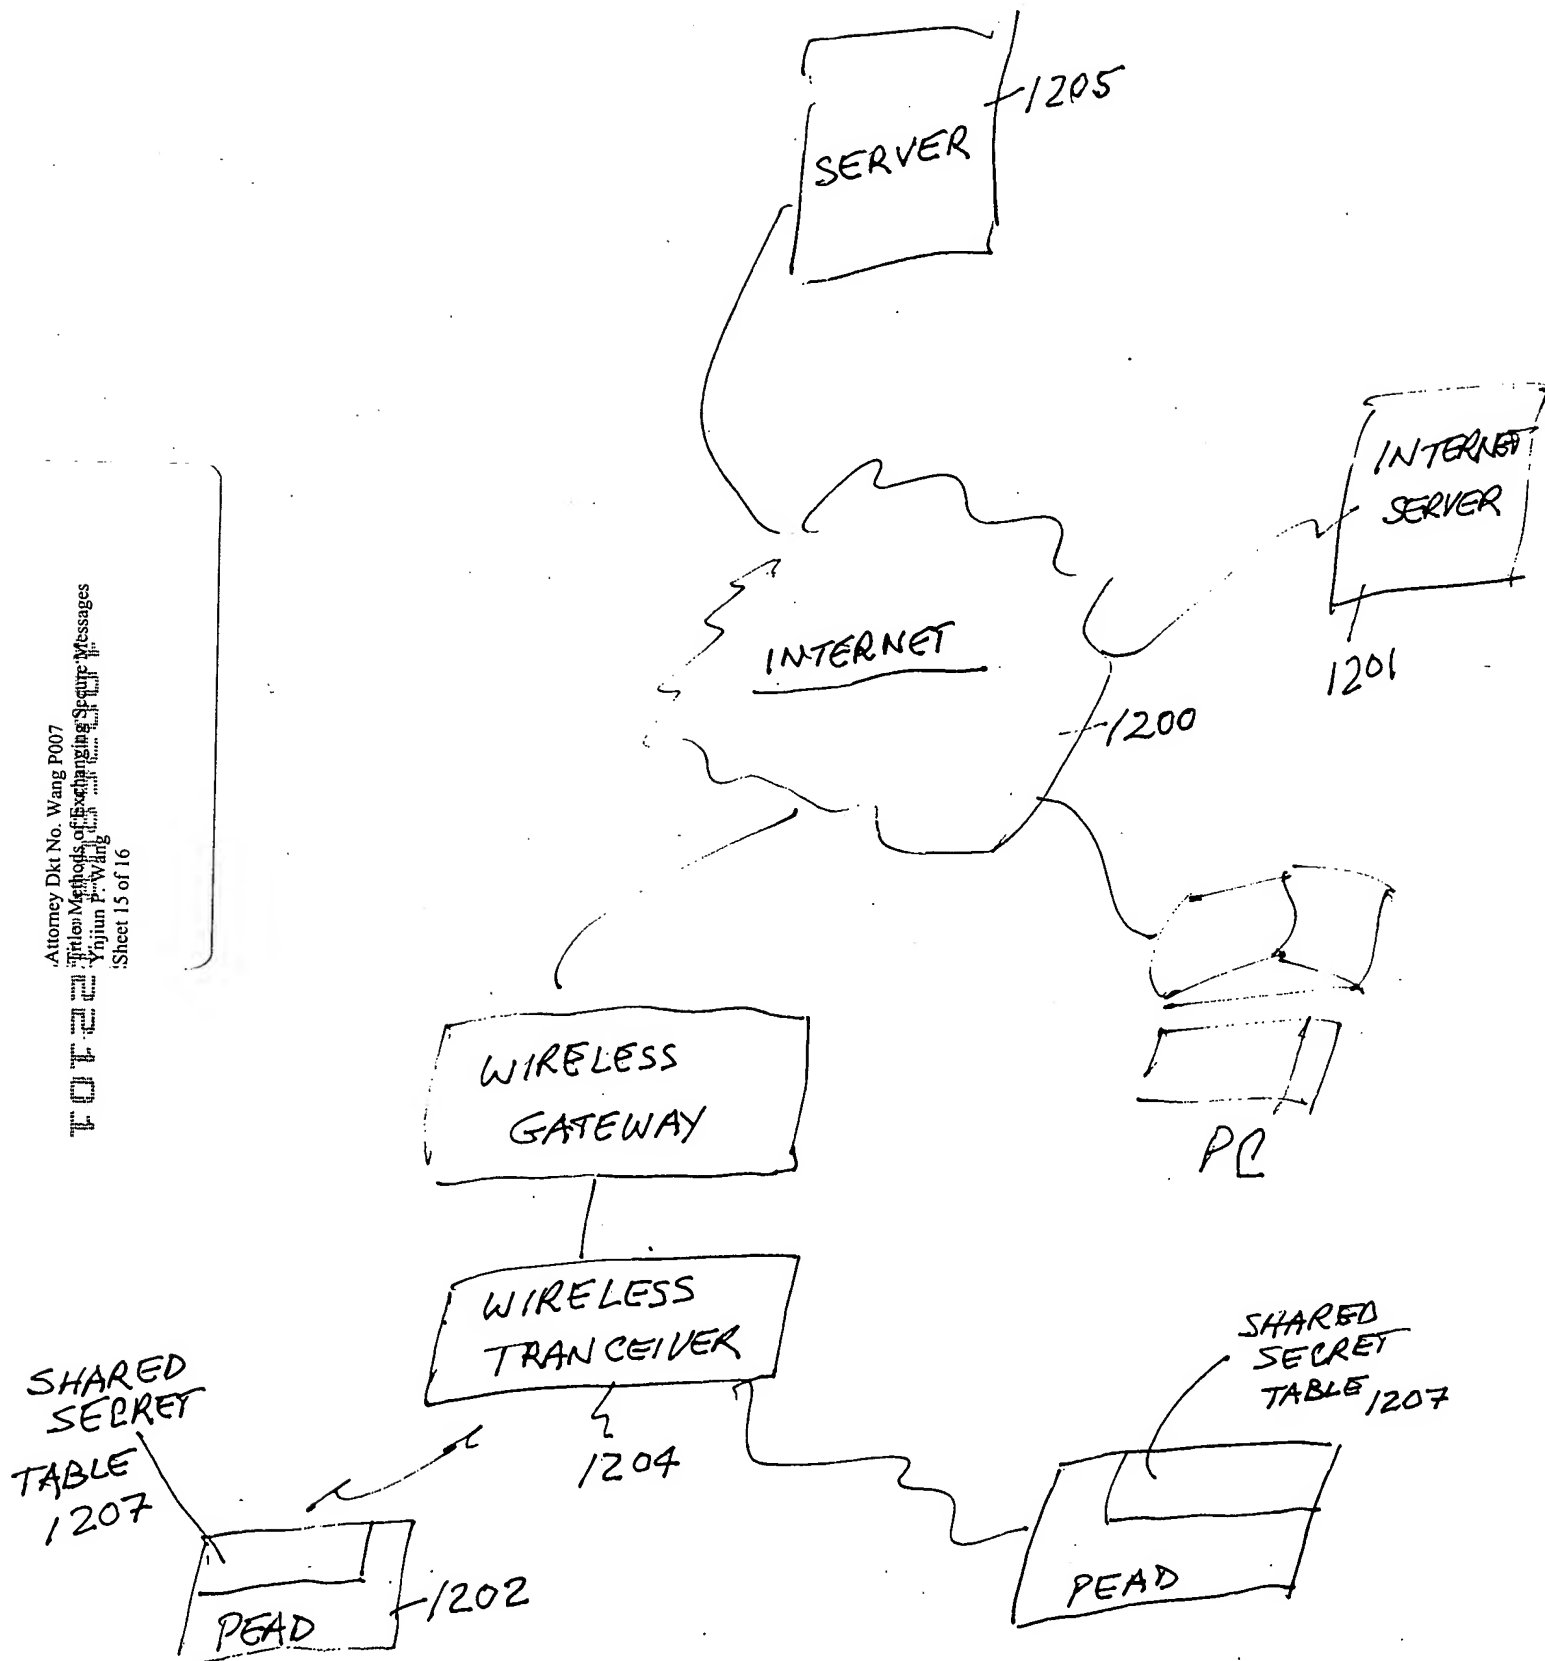 SERVER
1205
INTERNET
SERVER
1201
INTERNET
1200
Attorney Dkt No. Wang P007
Title: Methods of Exchanging Secure Messages
Ynjiun P. Wang
Sheet 15 of 16
PC
WIRELESS
GATEWAY
WIRELESS
TRANCEIVER
1204
SHARED
SECRET
TABLE
1207
PEAD
1202
SHARED
SECRET
TABLE 1207
PEAD